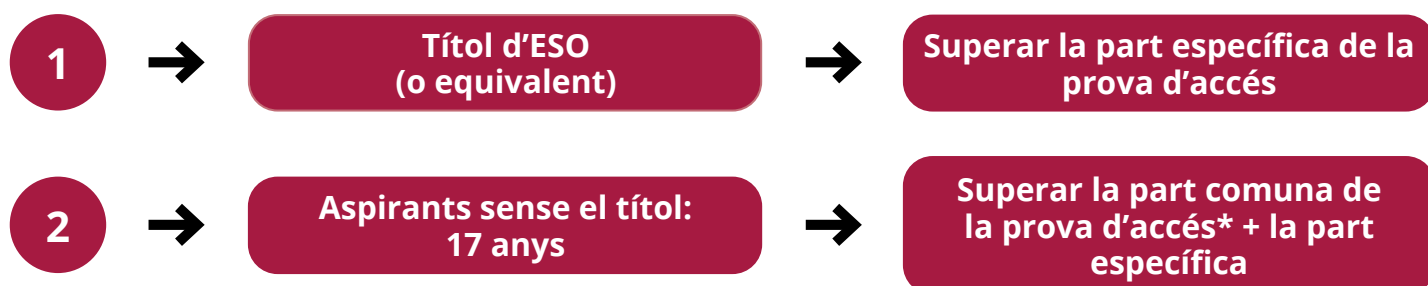 1
Títol d’ESO
(o equivalent)
Superar la part específica de la
prova d’accés
2
Aspirants sense el títol:
17 anys
Superar la part comuna de
la prova d’accés* + la part
específica